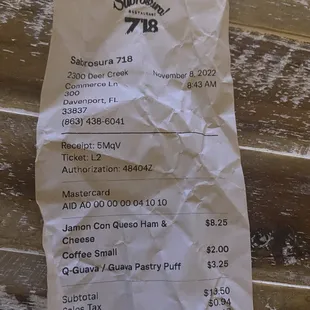 Sabrosura!
RESTAURANT
718
Sabrosura 718
2300 Deer Creek
Commerce Ln
300
Davenport, FL
33837
(863) 438-6041
November 8, 2022
8:43 AM
Receipt: 5MqV
Ticket: L2
Authorization: 48404Z
Mastercard
AID A0 00 00 00 04 10 10
Jamon Con Queso Ham & $8.25
Cheese
Coffee Small $2.00
Q-Guava / Guava Pastry Puff $3.25
Subtotal $13.50
Sales Tax $0.94